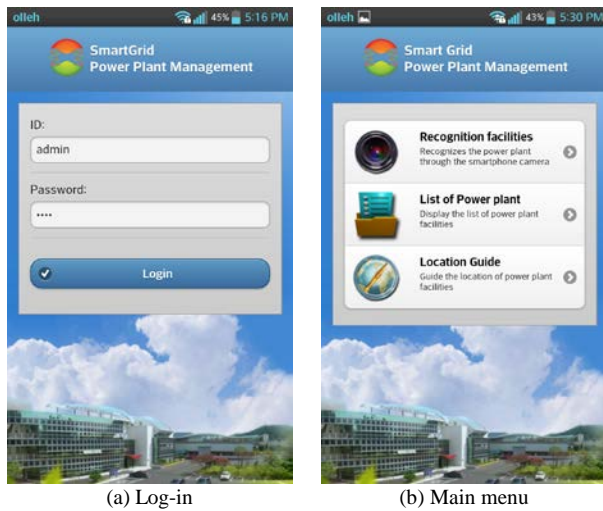 olleh 45% 5:16 PM
SmartGrid
Power Plant Management
ID:
admin
Password:
....
Login
(a) Log-in
olleh 43% 5:30 PM
Smart Grid
Power Plant Management
Recognition facilities
Recognizes the power plant
through the smartphone camera
List of Power plant
Display the list of power plant
facilities
Location Guide
Guide the location of power plant
facilities
(b) Main menu